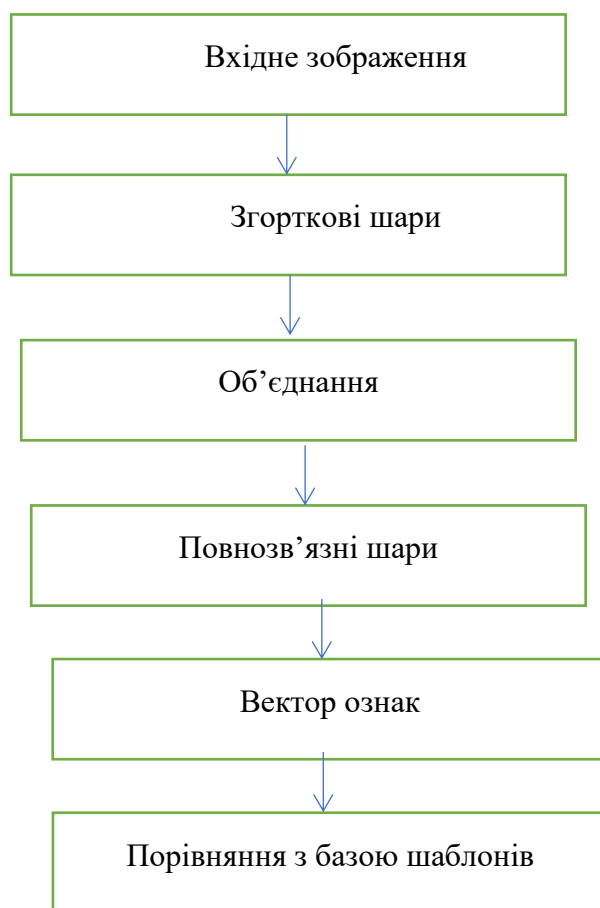 Вхідне зображення
Згорткові шари
Об’єднання
Повнозв’язні шари
Вектор ознак
Порівняння з базою шаблонів